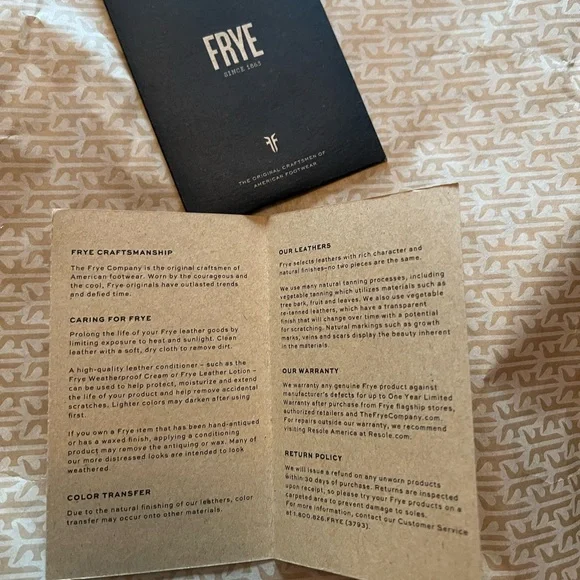 FRYE
SINCE 1863
THE ORIGINAL CRAFTSMEN OF
AMERICAN FOOTWEAR
FRYE CRAFTSMANSHIP
The Frye Company is the original craftsmen of
American footwear. Worn by the courageous and
the cool, Frye originals have outlasted trends
and defied time.
CARING FOR FRYE
Prolong the life of your Frye leather goods by
limiting exposure to heat and sunlight. Clean
leather with a soft, dry cloth to remove dirt.
A high-quality leather conditioner – such as the
Frye Weatherproof Cream or Frye Leather Lotion –
can be used to help protect, moisturize and extend
the life of your product and help remove accidental
scratches. Lighter colors may darken after using
first.
If you own a Frye item that has been hand-antiqued
or has a waxed finish, applying a conditioning
product may remove the antiquing or wax. Many of
our more distressed looks are intended to look
weathered.
COLOR TRANSFER
Due to the natural finishing of our leathers, color
transfer may occur onto other materials.
OUR LEATHERS
Frye selects leathers with rich character and
natural finishes–no two pieces are the same.
We use many natural tanning processes, including
vegetable tanning which utilizes materials such as
tree bark, fruit and leaves. We also use vegetable
re-tanned leathers, which have a transparent
finish that will change over time with a potential
for scratching. Natural markings such as growth
marks, veins and scars display the beauty inherent
in the materials.
OUR WARRANTY
We warranty any genuine Frye product against
manufacturer's defects for up to One Year Limited
Warranty after purchase from Frye flagship stores,
authorized retailers and TheFryeCompany.com.
For repairs outside our warranty, we recommend
visiting Resole America at Resole.com.
RETURN POLICY
We will issue a refund on any unworn products
within 30 days of purchase. Returns are inspected
upon receipt, so please try your Frye products on a
carpeted area to prevent damage to soles.
For more information, contact our Customer Service
at 1.800.826.FRYE (3793).